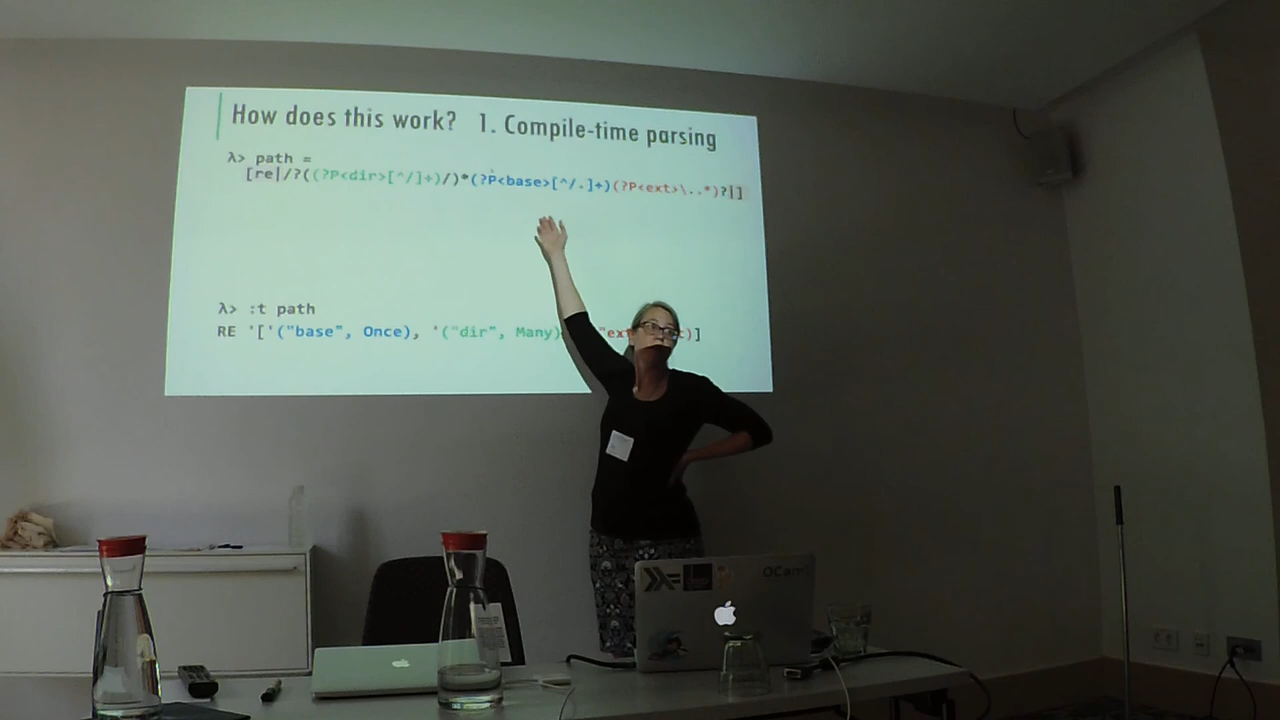 How does this work? 1. Compile-time parsing
λ> path =
[re|/?((?P<dir>[^/]+)/)*(?P<base>[^/.]+)(?P<ext>\..*)?|]
λ> :t path
RE '['("base", Once), '("dir", Many)
OCaml